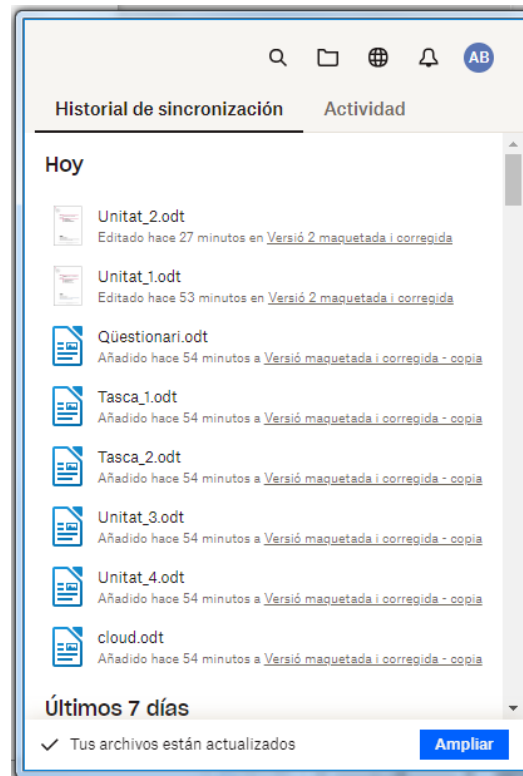 AB
Historial de sincronización
Actividad
Hoy
Unitat_2.odt
Editado hace 27 minutos en Versió 2 maquetada i corregida
Unitat_1.odt
Editado hace 53 minutos en Versió 2 maquetada i corregida
Qüestionari.odt
Añadido hace 54 minutos a Versió maquetada i corregida - copia
Tasca_1.odt
Añadido hace 54 minutos a Versió maquetada i corregida - copia
Tasca_2.odt
Añadido hace 54 minutos a Versió maquetada i corregida - copia
Unitat_3.odt
Añadido hace 54 minutos a Versió maquetada i corregida - copia
Unitat_4.odt
Añadido hace 54 minutos a Versió maquetada i corregida - copia
cloud.odt
Añadido hace 54 minutos a Versió maquetada i corregida - copia
Últimos 7 días
Tus archivos están actualizados
Ampliar